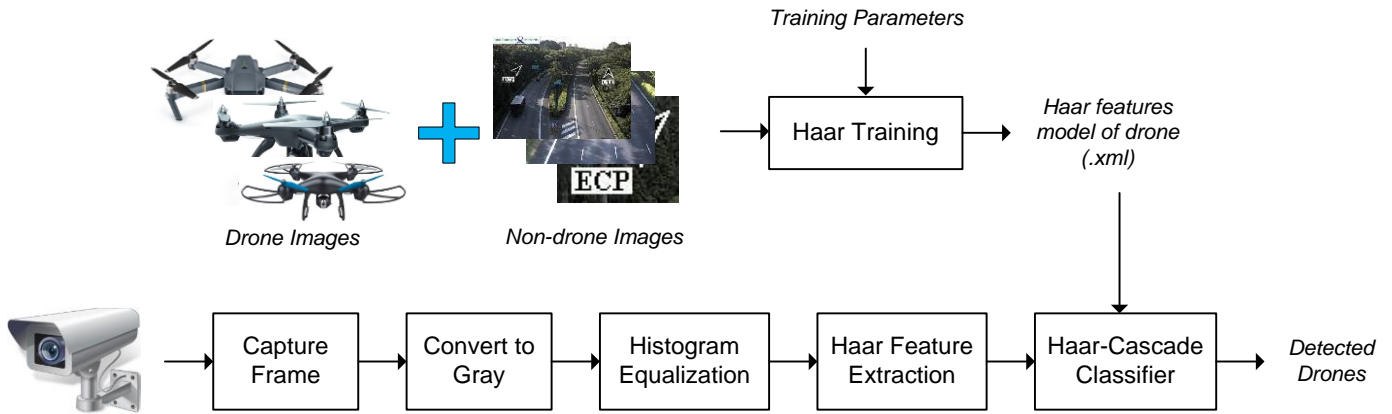 Training Parameters
Haar Training
Haar features
model of drone
(.xml)
ECP
Drone Images
Non-drone Images
Capture
Frame
Convert to
Gray
Histogram
Equalization
Haar Feature
Extraction
Haar-Cascade
Classifier
Detected
Drones